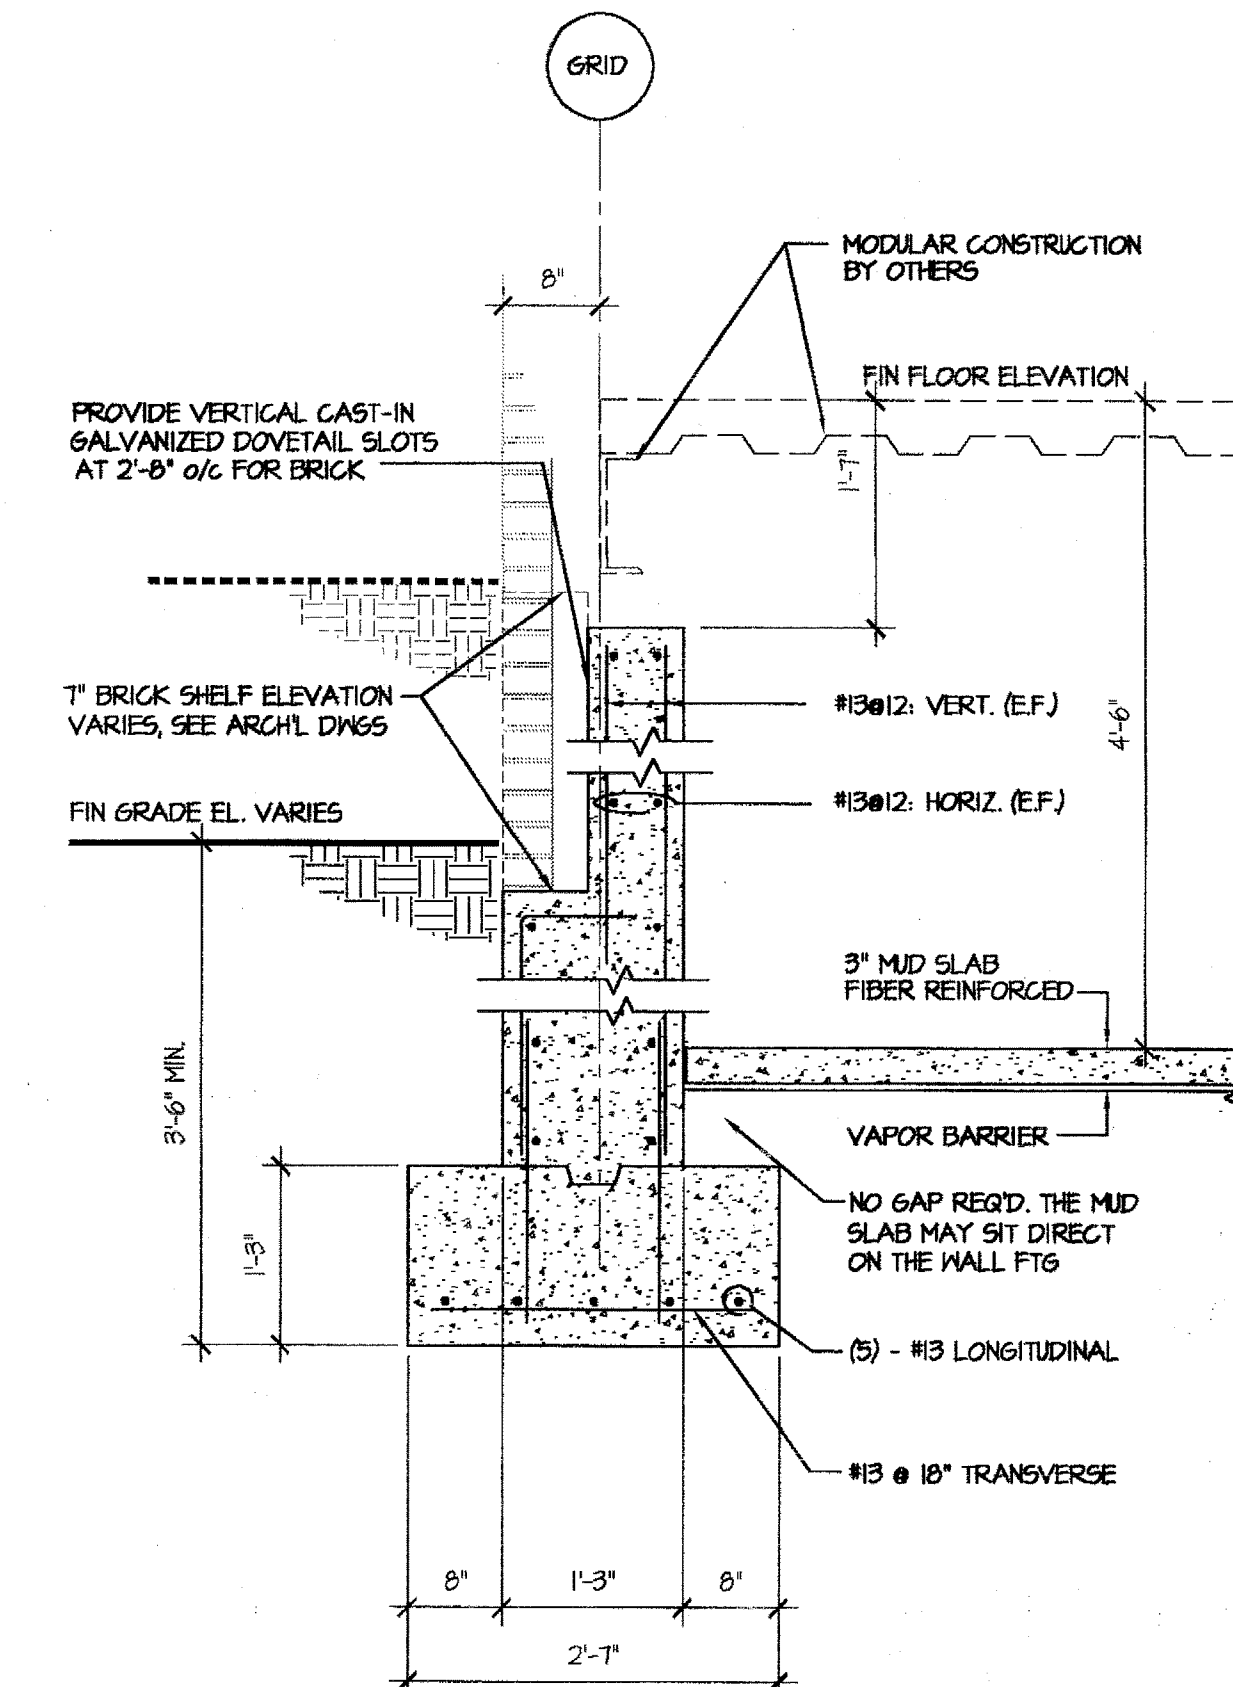 GRID
MODULAR CONSTRUCTION
BY OTHERS
8"
FIN FLOOR ELEVATION
PROVIDE VERTICAL CAST-IN
GALVANIZED DOVETAIL SLOTS
AT 2'-8" o/c FOR BRICK
1'-7"
7" BRICK SHELF ELEVATION
VARIES, SEE ARCH'L DWGS
#13@12: VERT. (E.F.)
4'-6"
FIN GRADE EL. VARIES
#13@12: HORIZ. (E.F.)
3" MUD SLAB
FIBER REINFORCED
3'-6" MIN.
VAPOR BARRIER
NO GAP REQ'D. THE MUD
SLAB MAY SIT DIRECT
ON THE WALL FTG
1'-3"
(5) - #13 LONGITUDINAL
#13 @ 18" TRANSVERSE
8" 1'-3" 8"
2'-7"